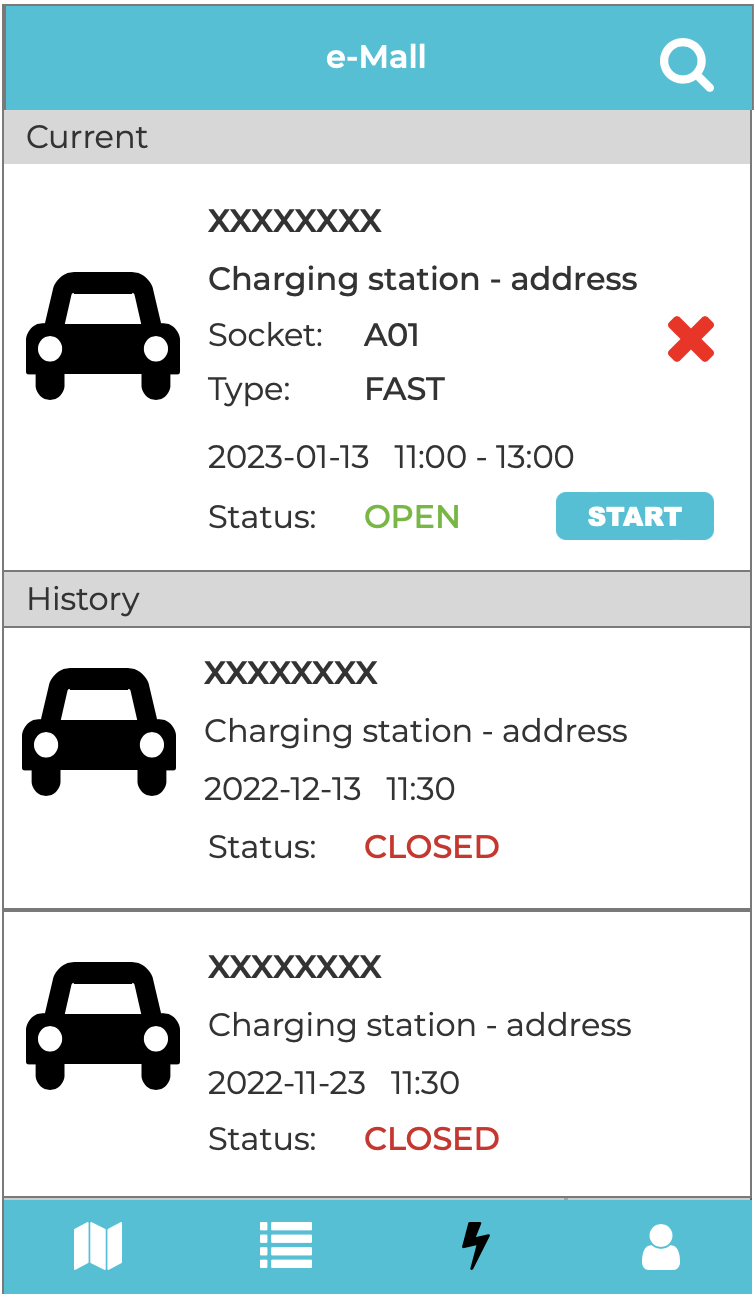 e-Mall
Current
XXXXXXXX
Charging station - address
Socket: A01
Type: FAST
2023-01-13 11:00 - 13:00
Status: OPEN START
History
XXXXXXXX
Charging station - address
2022-12-13 11:30
Status: CLOSED
XXXXXXXX
Charging station - address
2022-11-23 11:30
Status: CLOSED